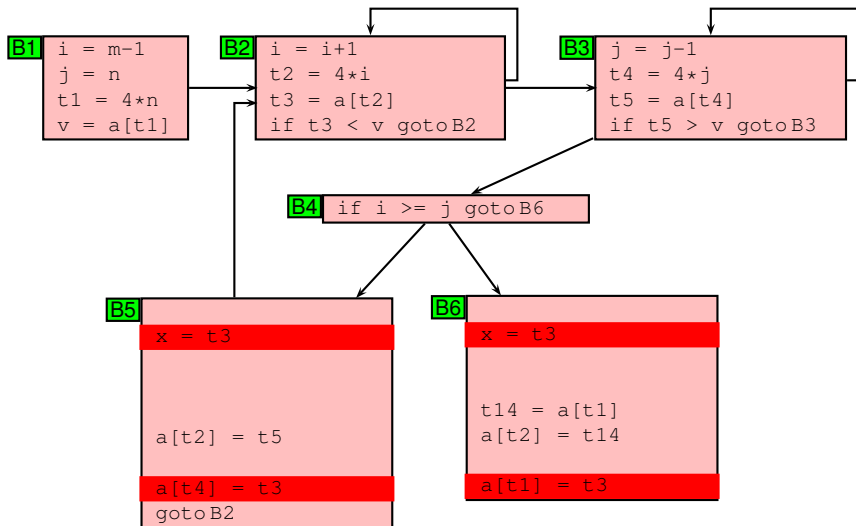 B1
i = m-1
j = n
t1 = 4*n
v = a[t1]
B2
i = i+1
t2 = 4*i
t3 = a[t2]
if t3 < v goto B2
B3
j = j-1
t4 = 4*j
t5 = a[t4]
if t5 > v goto B3
B4
if i >= j goto B6
B5
x = t3
a[t2] = t5
a[t4] = t3
goto B2
B6
x = t3
t14 = a[t1]
a[t2] = t14
a[t1] = t3